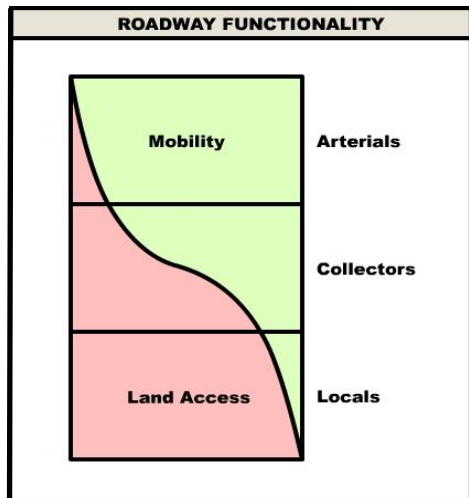 ROADWAY FUNCTIONALITY
Mobility
Arterials
Collectors
Land Access
Locals